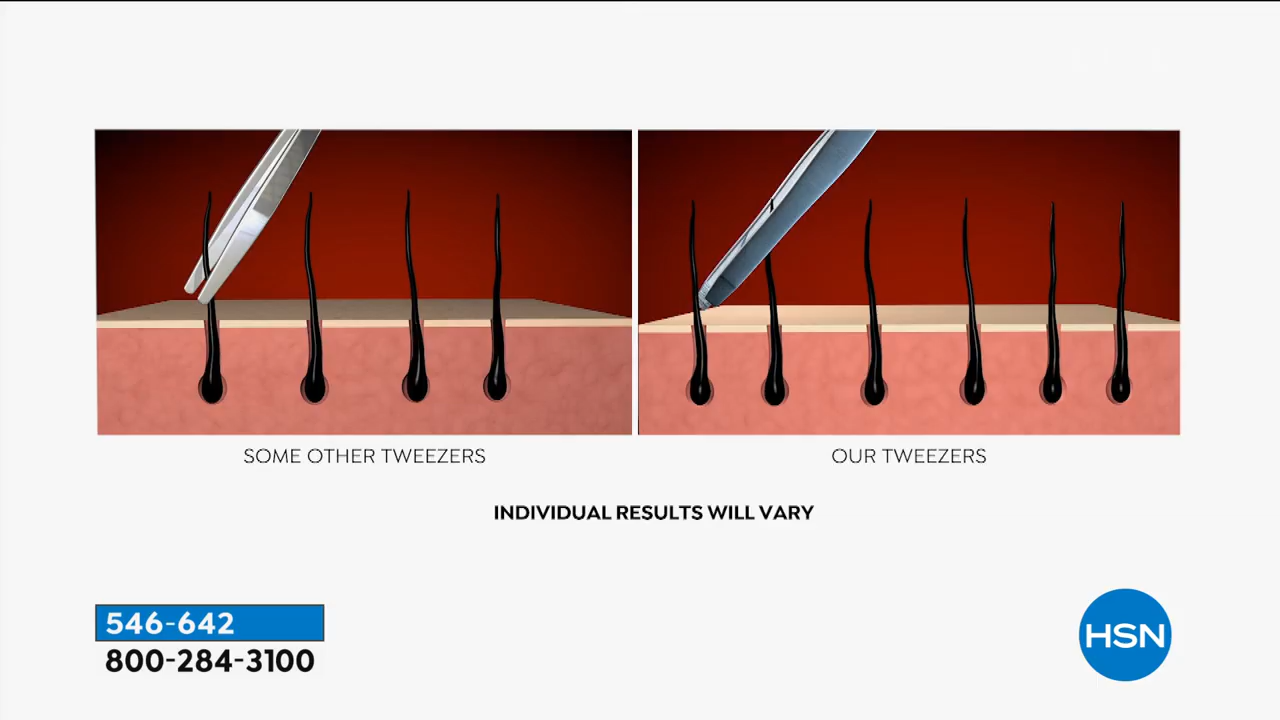 SOME OTHER TWEEZERS
OUR TWEEZERS
INDIVIDUAL RESULTS WILL VARY
546-642
800-284-3100
HSN